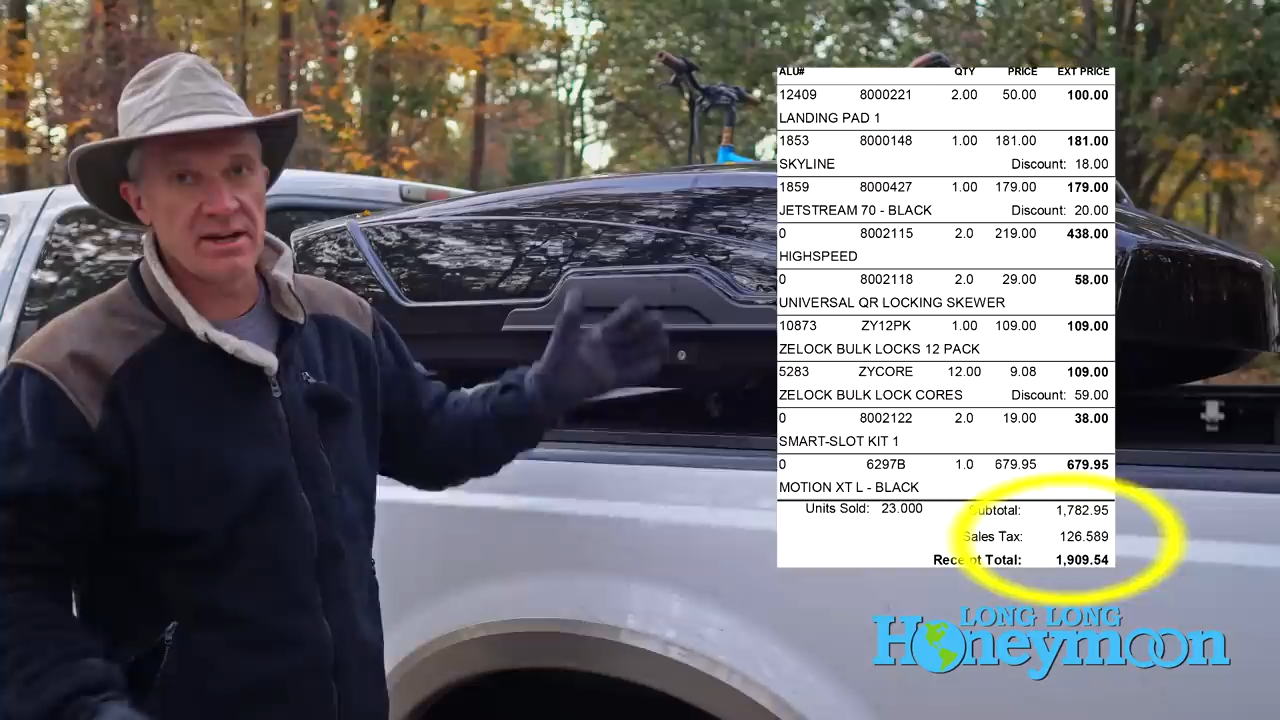 ALU# QTY PRICE EXT PRICE
12409 8000221 2.00 50.00 100.00
LANDING PAD 1
1853 8000148 1.00 181.00 181.00
SKYLINE Discount: 18.00
1859 8000427 1.00 179.00 179.00
JETSTREAM 70 - BLACK Discount: 20.00
0 8002115 2.0 219.00 438.00
HIGHSPEED
0 8002118 2.0 29.00 58.00
UNIVERSAL QR LOCKING SKEWER
10873 ZY12PK 1.00 109.00 109.00
ZELOCK BULK LOCKS 12 PACK
5283 ZYCORE 12.00 9.08 109.00
ZELOCK BULK LOCK CORES Discount: 59.00
0 8002122 2.0 19.00 38.00
SMART-SLOT KIT 1
0 6297B 1.0 679.95 679.95
MOTION XT L - BLACK
Units Sold: 23.000 Subtotal: 1,782.95
Sales Tax: 126.589
Receipt Total: 1,909.54
LONG LONG
Honeymoon